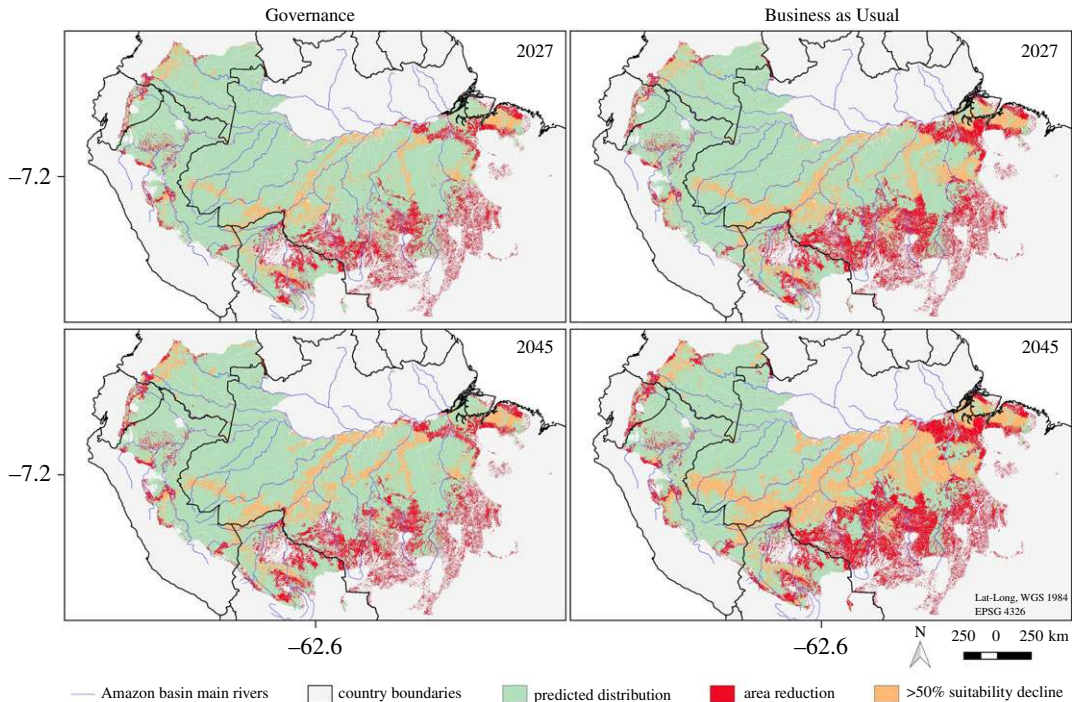 Governance
Business as Usual
2027
2027
−7.2
−7.2
2045
2045
Lat-Long, WGS 1984
EPSG 4326
−62.6
−62.6
N
250 0 250 km
Amazon basin main rivers
country boundaries
predicted distribution
area reduction
>50% suitability decline